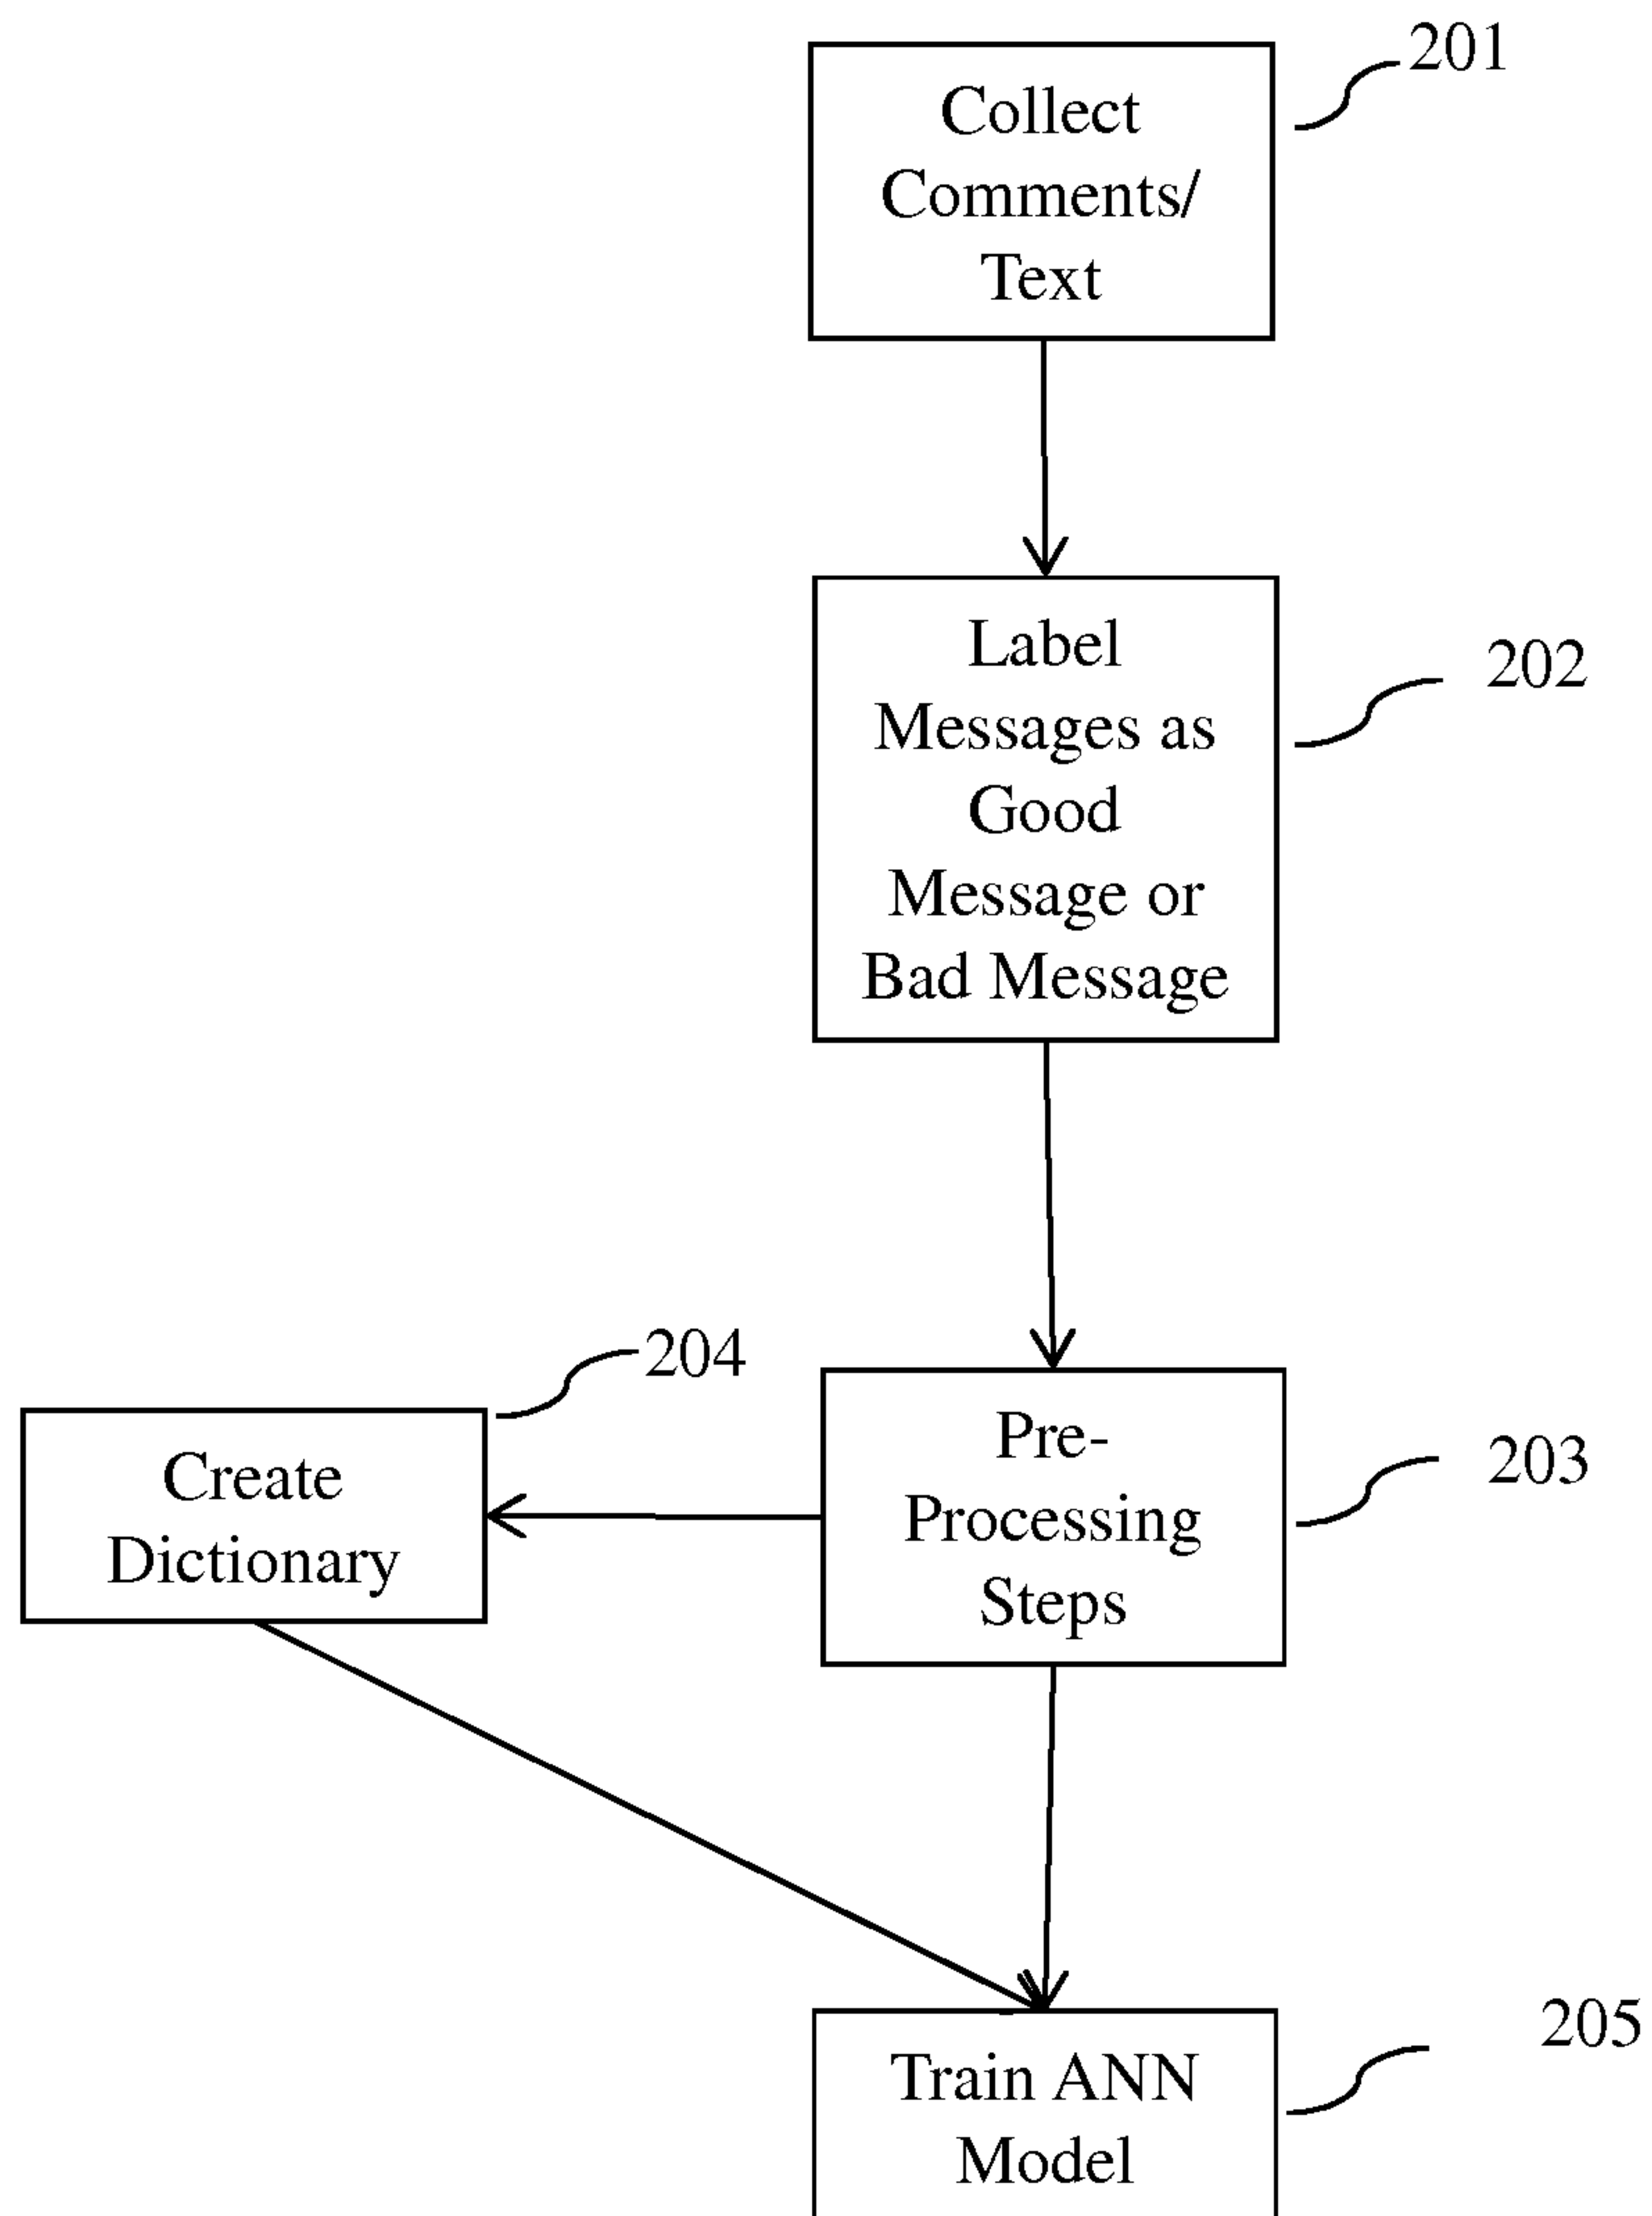 201
Collect
Comments/
Text
202
Label
Messages as
Good
Message or
Bad Message
204
Create
Dictionary
203
Pre-
Processing
Steps
205
Train ANN
Model